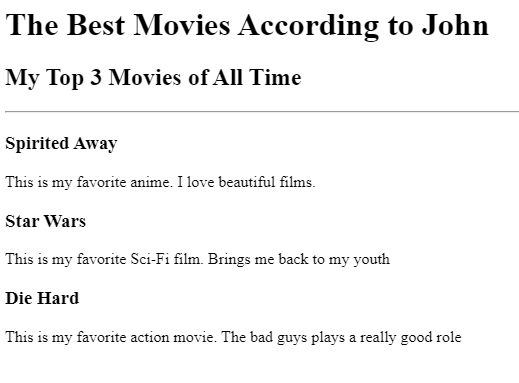 The Best Movies According to John
My Top 3 Movies of All Time
Spirited Away
This is my favorite anime. I love beautiful films.
Star Wars
This is my favorite Sci-Fi film. Brings me back to my youth
Die Hard
This is my favorite action movie. The bad guys plays a really good role